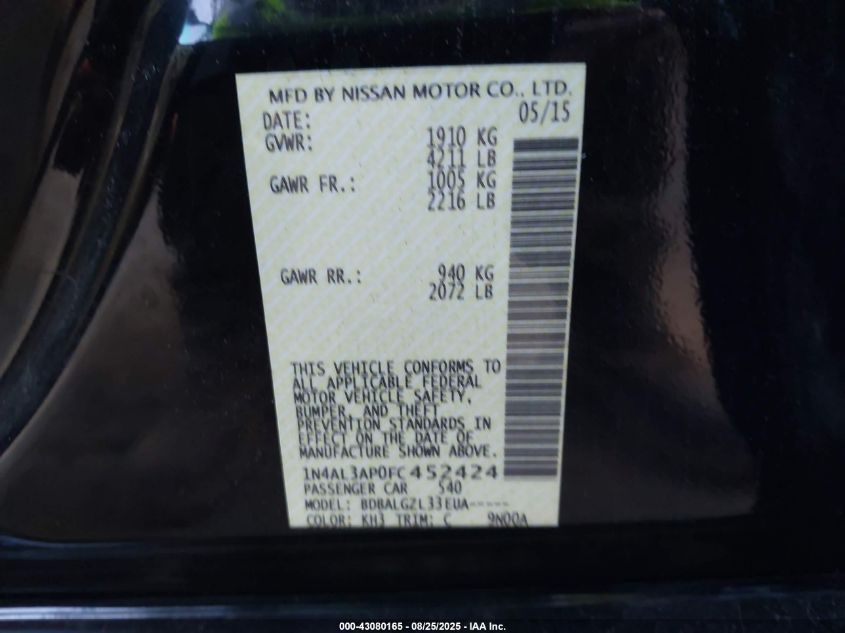 MFD BY NISSAN MOTOR CO., LTD.
DATE: 05/15
GVWR: 1910 KG
4211 LB
GAWR FR.: 1005 KG
2216 LB
GAWR RR.: 940 KG
2072 LB
THIS VEHICLE CONFORMS TO
ALL APPLICABLE FEDERAL
MOTOR VEHICLE SAFETY,
BUMPER, AND THEFT
PREVENTION STANDARDS IN
EFFECT ON THE DATE OF
MANUFACTURE SHOWN ABOVE.
1N4AL3AP0FC452424
PASSENGER CAR 540
MODEL: BDBALGZL33EUA-----
COLOR: KH3 TRIM: C 9N00A
000-43080165 - 08/25/2025 - IAA Inc.